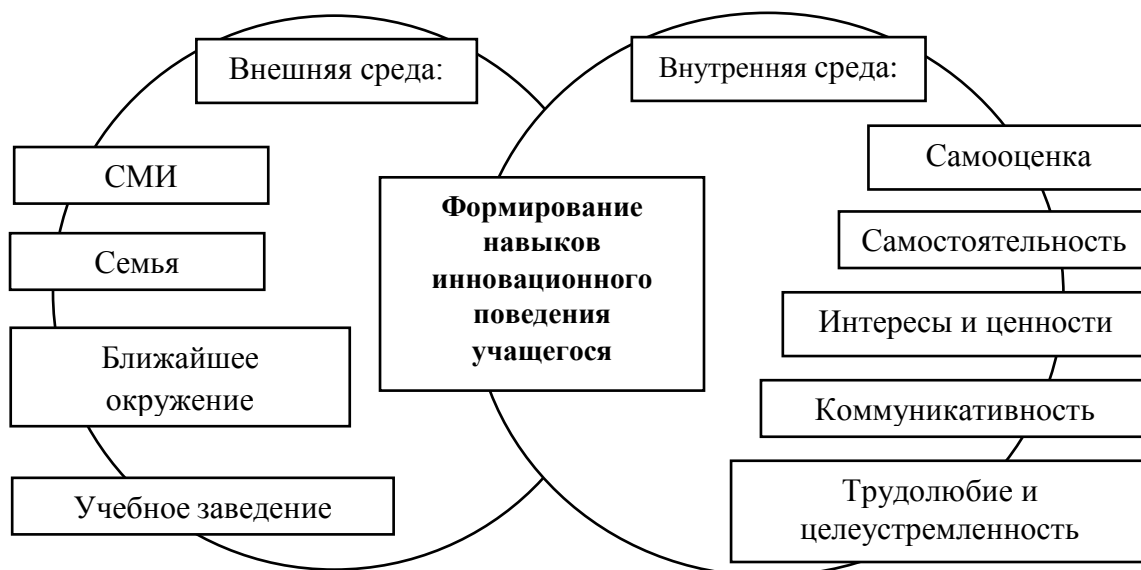 Внешняя среда:
СМИ
Семья
Ближайшее
окружение
Учебное заведение
Формирование
навыков
инновационного
поведения
учащегося
Внутренняя среда:
Самооценка
Самостоятельность
Интересы и ценности
Коммуникативность
Трудолюбие и
целеустремленность